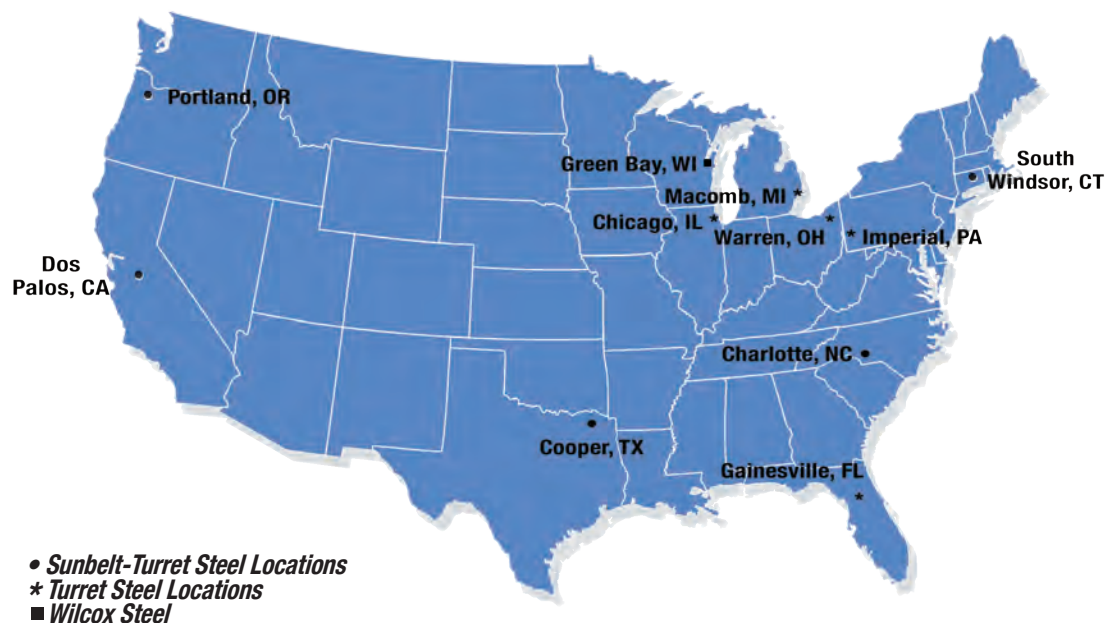 Portland, OR
Green Bay, WI
South
Windsor, CT
Macomb, MI
Chicago, IL
Warren, OH
Imperial, PA
Dos
Palos, CA
Charlotte, NC
Cooper, TX
Gainesville, FL
• Sunbelt-Turret Steel Locations
* Turret Steel Locations
■ Wilcox Steel